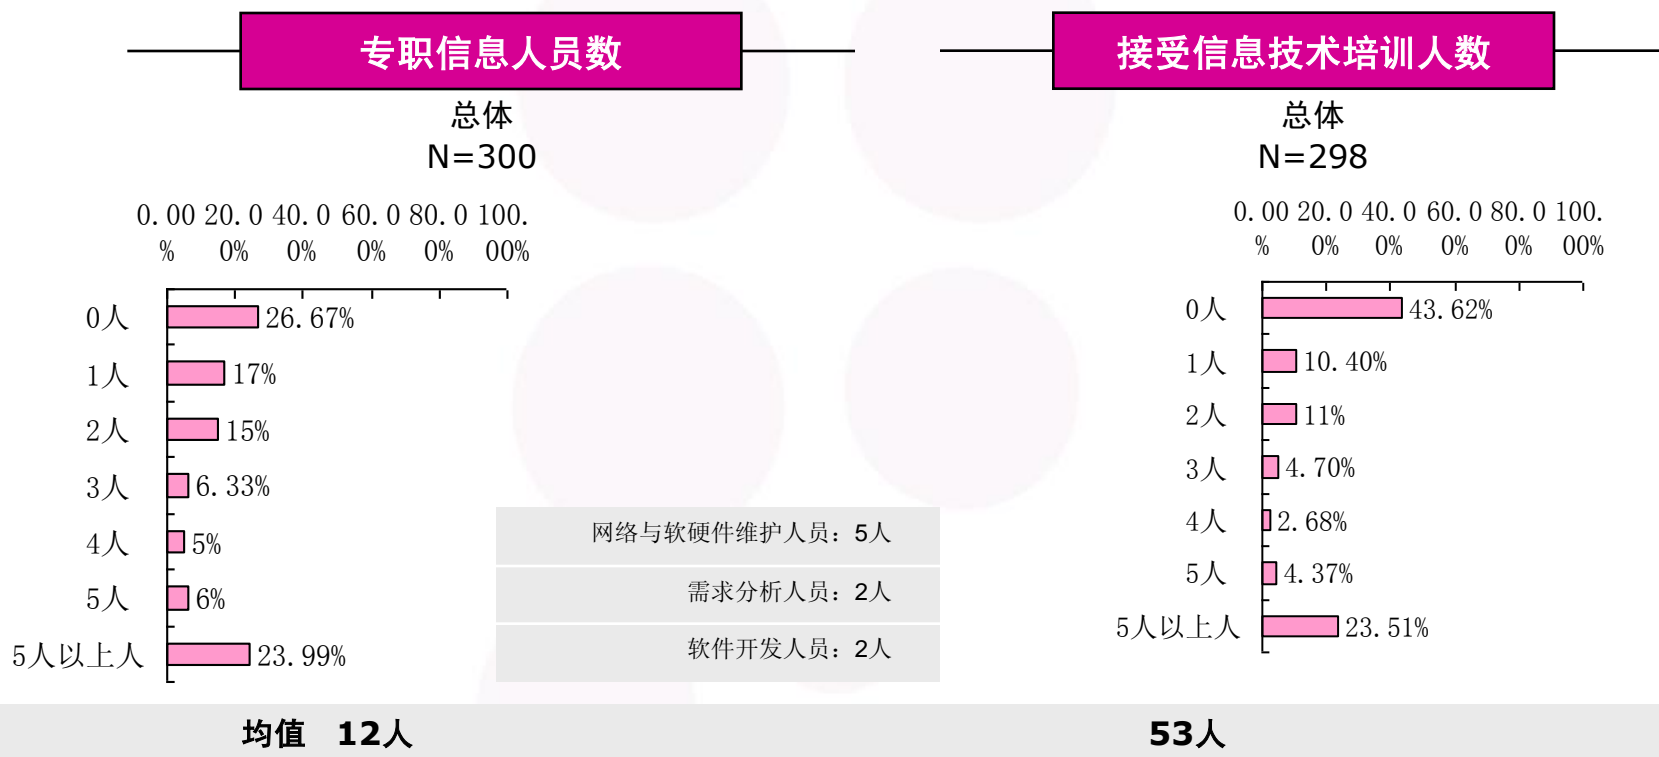 专职信息人员数
总体
N=300
0.00 20.0 40.0 60.0 80.0 100.
% 0% 0% 0% 0% 00%
0人 26.67%
1人 17%
2人 15%
3人 6.33%
4人 5%
5人 6%
5人以上人 23.99%
网络与软硬件维护人员：5人
需求分析人员：2人
软件开发人员：2人
接受信息技术培训人数
总体
N=298
0.00 20.0 40.0 60.0 80.0 100.
% 0% 0% 0% 0% 00%
0人 43.62%
1人 10.40%
2人 11%
3人 4.70%
4人 2.68%
5人 4.37%
5人以上人 23.51%
均值 12人 53人